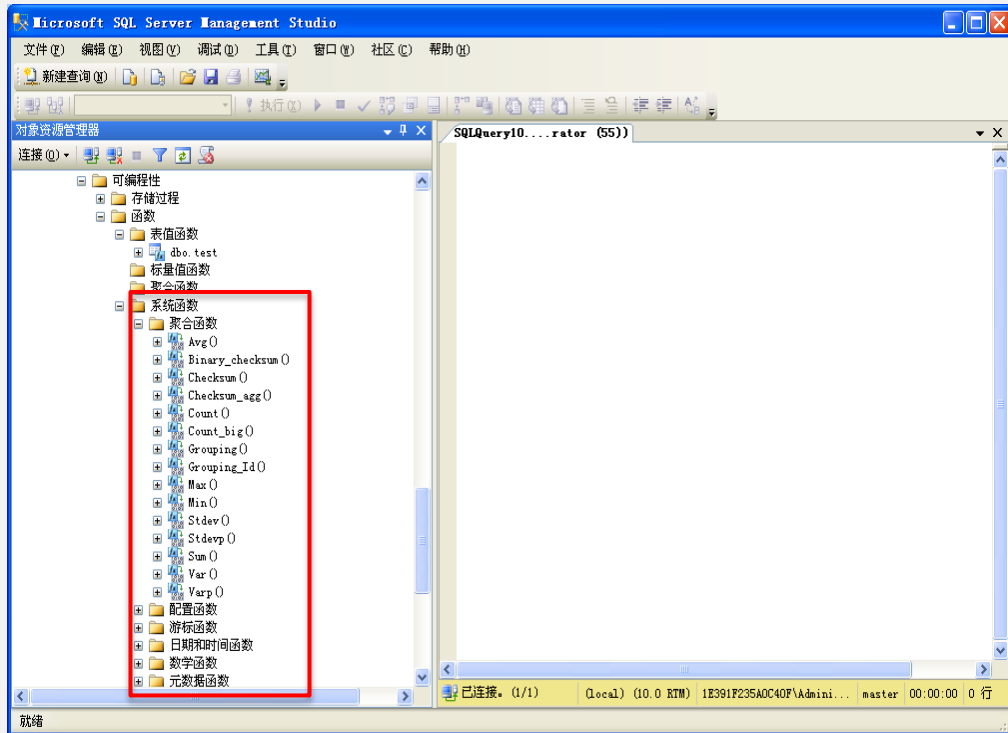 Microsoft SQL Server Management Studio
文件(F) 编辑(E) 视图(V) 调试(D) 工具(T) 窗口(W) 社区(C) 帮助(H)
新建查询(N)
执行(X)
对象资源管理器
SQLQuery10....rator (55))
连接(O)
可编程性
存储过程
函数
表值函数
dbo.test
标量值函数
聚合函数
系统函数
聚合函数
Avg()
Binary_checksum()
Checksum()
Checksum_agg()
Count()
Count_big()
Grouping()
Grouping_Id()
Max()
Min()
Stdev()
Stdevp()
Sum()
Var()
Varp()
配置函数
游标函数
日期和时间函数
数学函数
元数据函数
已连接。(1/1) (local) (10.0 RTM) 1E391F235A0C40F\Admini... master 00:00:00 0 行
就绪